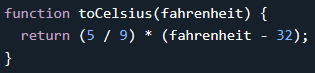 function toCelsius(fahrenheit) {
  return (5 / 9) * (fahrenheit - 32);
}